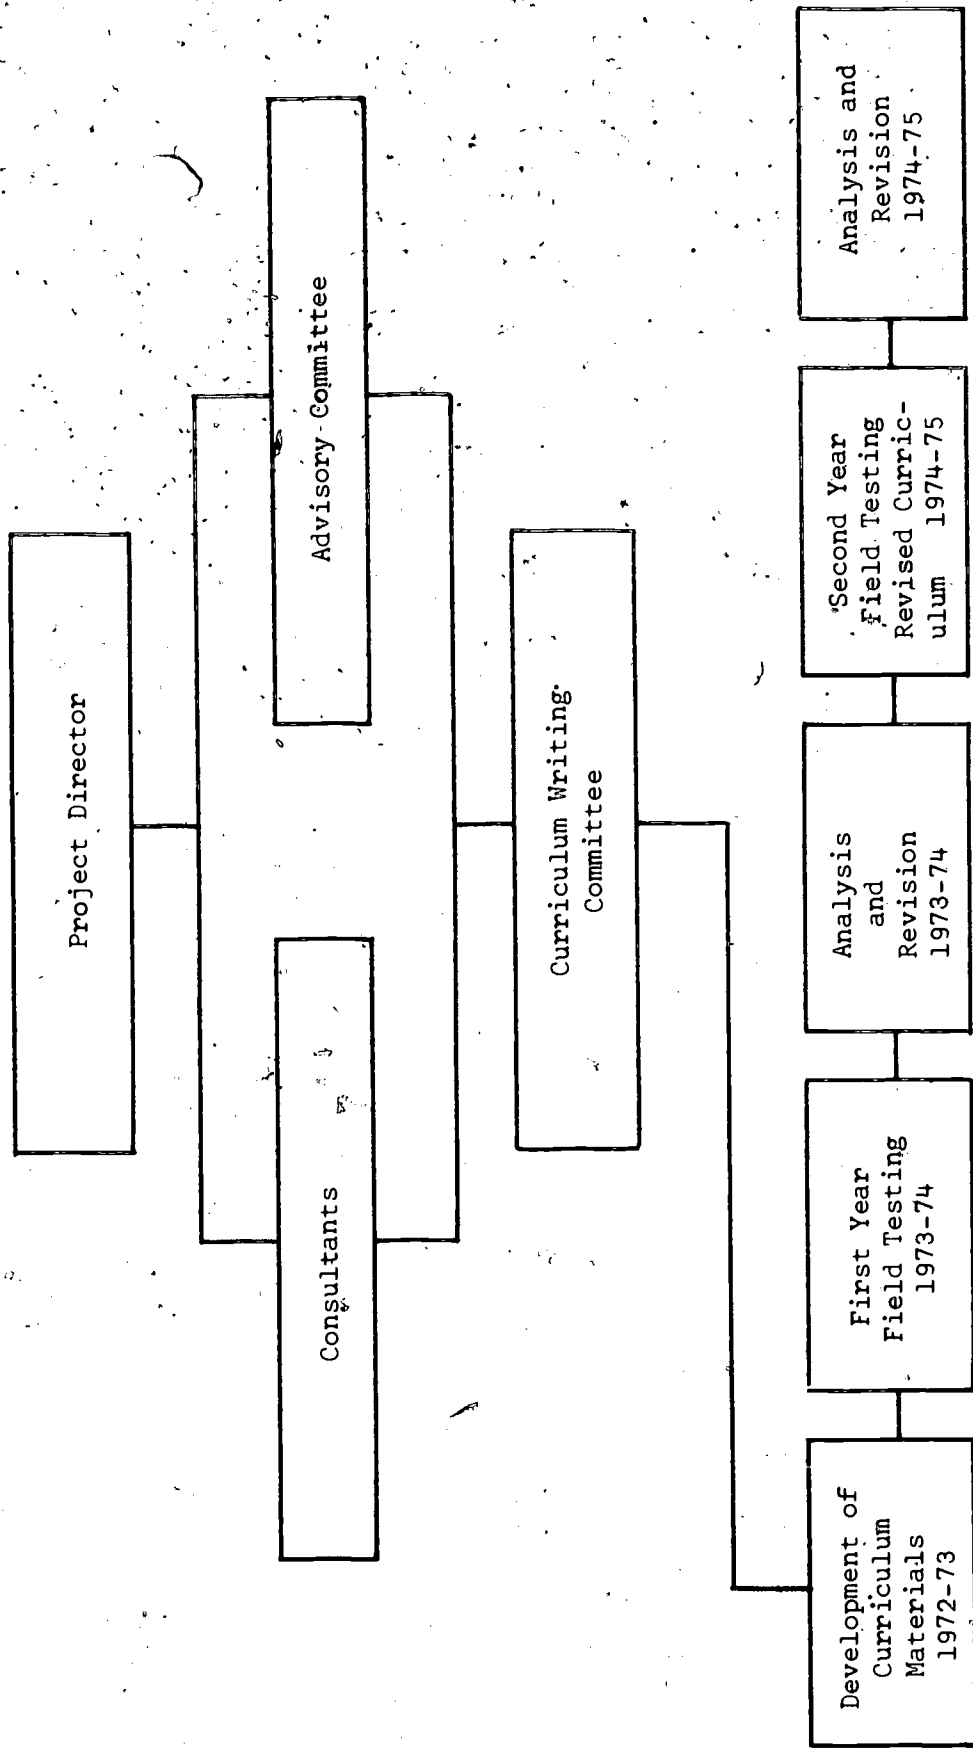 Project Director
Consultants
Advisory Committee
Curriculum Writing
Committee
Development of
Curriculum
Materials
1972-73
First Year
Field Testing
1973-74
Analysis
and
Revision
1973-74
Second Year
Field Testing
Revised Curric-
ulum 1974-75
Analysis and
Revision
1974-75